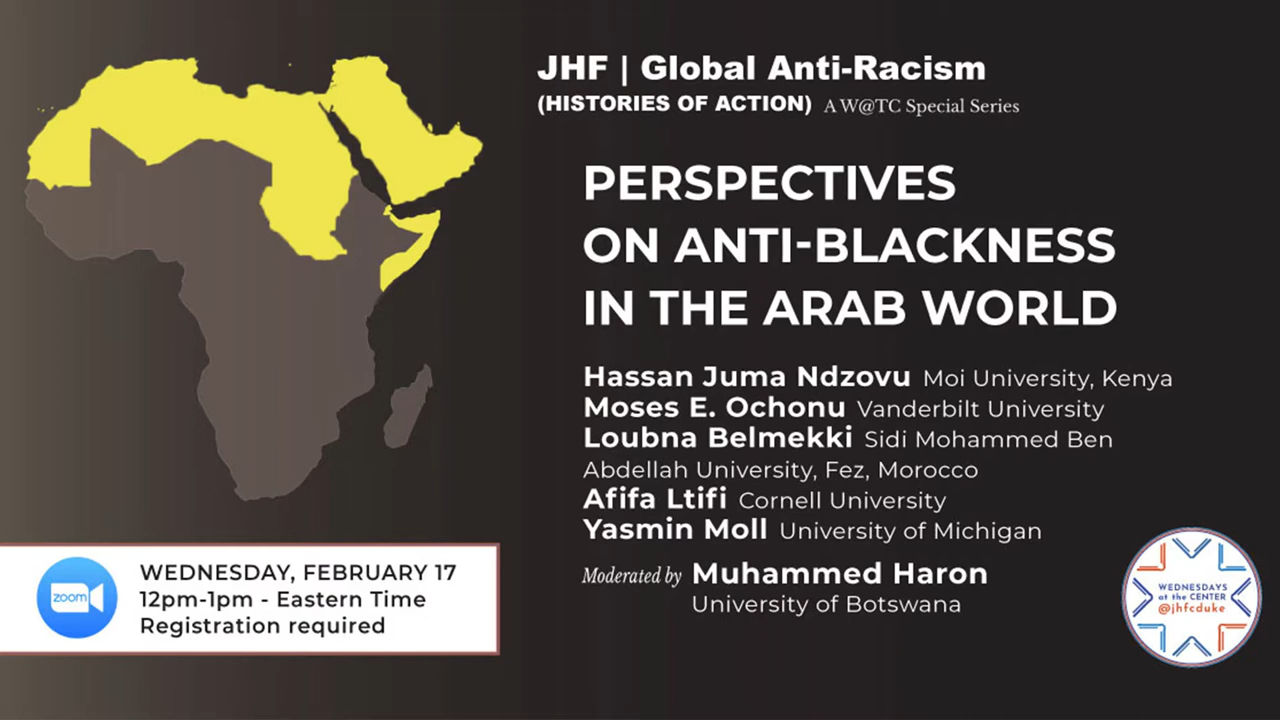 JHF | Global Anti-Racism
(HISTORIES OF ACTION) A W@TC Special Series
PERSPECTIVES
ON ANTI-BLACKNESS
IN THE ARAB WORLD
Hassan Juma Ndzovu Moi University, Kenya
Moses E. Ochonu Vanderbilt University
Loubna Belmekki Sidi Mohammed Ben
Abdellah University, Fez, Morocco
Afifa Ltifi Cornell University
Yasmin Moll University of Michigan
Moderated by Muhammed Haron
University of Botswana
zoom
WEDNESDAY, FEBRUARY 17
12pm-1pm - Eastern Time
Registration required
WEDNESDAYS
at the CENTER
@jhfcduke